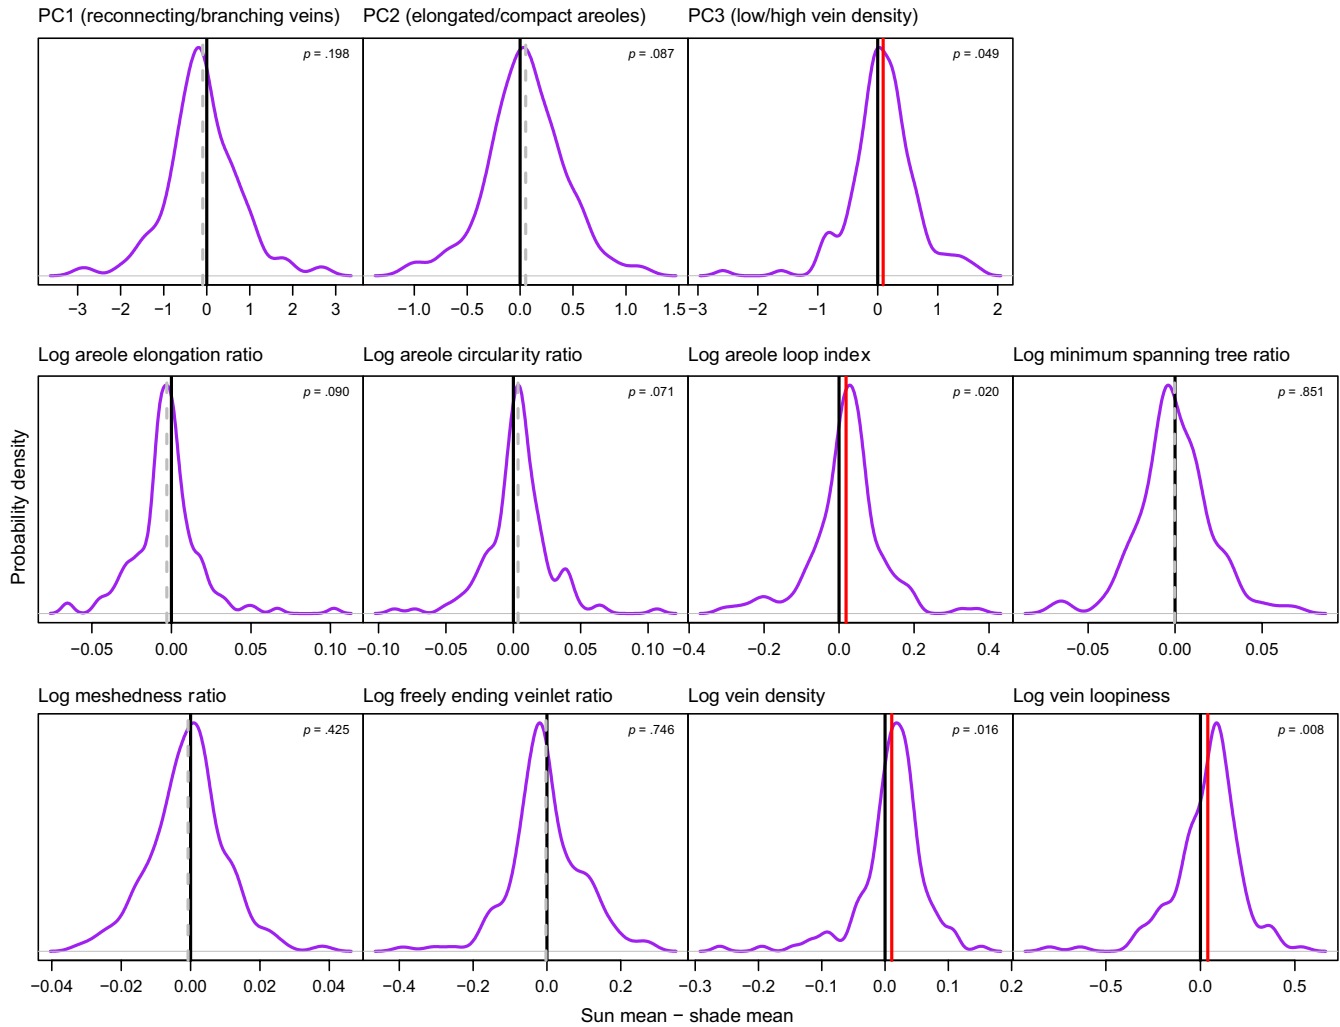 PC1 (reconnecting/branching veins) PC2 (elongated/compact areoles) PC3 (low/high vein density)
p = .198 p = .087 p = .049
−3 −2 −1 0 1 2 3 −1.0 −0.5 0.0 0.5 1.0 1.5 −3 −2 −1 0 1 2
Log areole elongation ratio Log areole circularity ratio Log areole loop index Log minimum spanning tree ratio
p = .090 p = .071 p = .020 p = .851
−0.05 0.00 0.05 0.10 −0.10 −0.05 0.00 0.05 0.10 −0.4 −0.2 0.0 0.2 0.4 −0.05 0.00 0.05
Probability density
Log meshedness ratio Log freely ending veinlet ratio Log vein density Log vein loopiness
p = .425 p = .746 p = .016 p = .008
−0.04 −0.02 0.00 0.02 0.04 −0.4 −0.2 0.0 0.2 −0.3 −0.2 −0.1 0.0 0.1 0.2 −0.5 0.0 0.5
Sun mean − shade mean